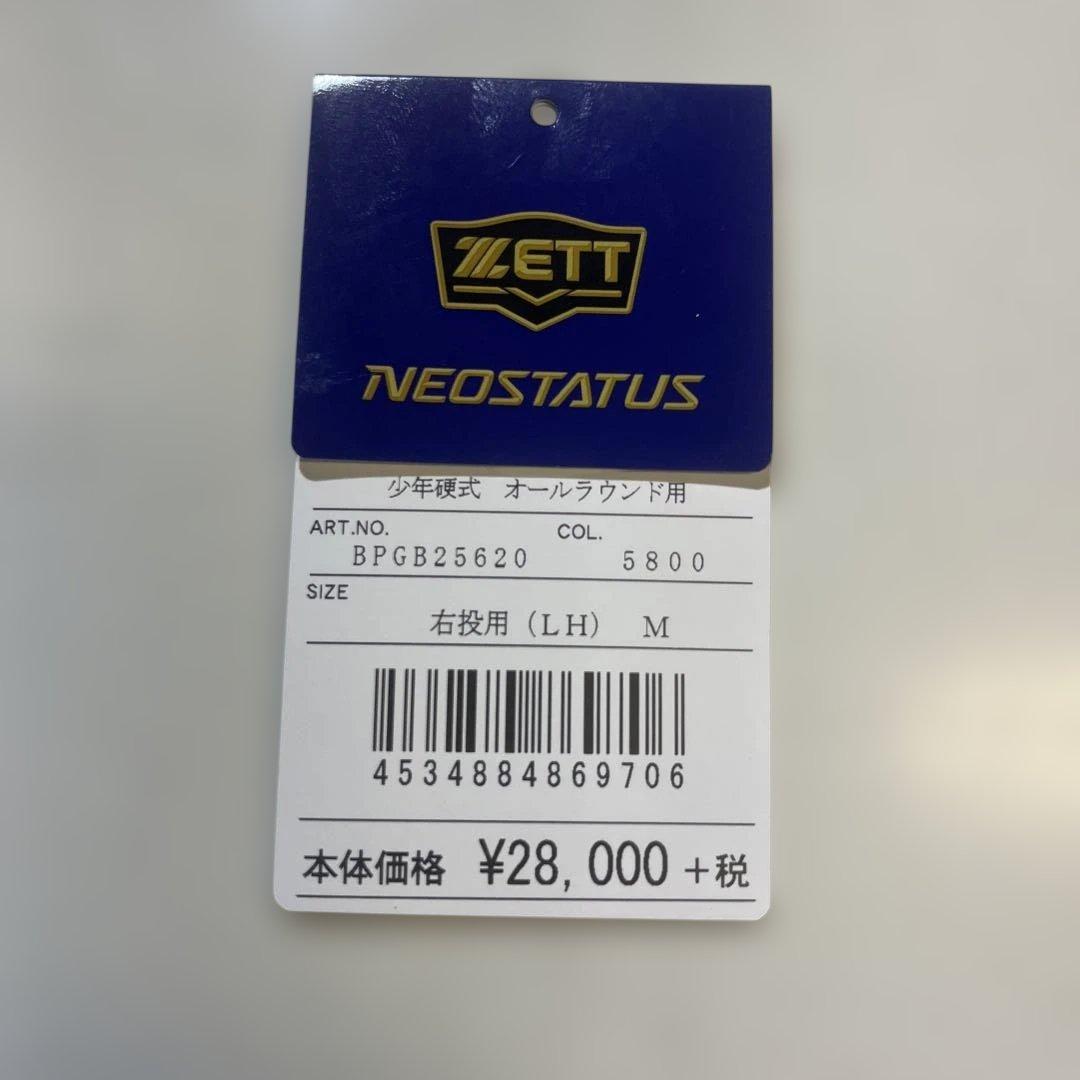 ZETT
NEOSTATUS
少年硬式 オールラウンド用
ART.NO. COL.
BPGB25620 5800
SIZE
右投用(LH) M
4534884869706
本体価格 ¥28,000+税